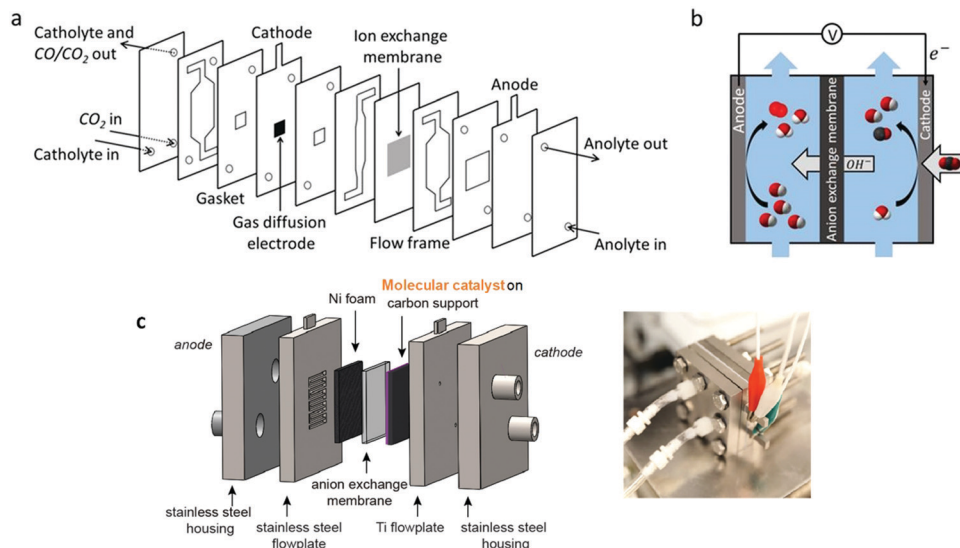 a
Catholyte and
CO/CO₂ out
Cathode
Ion exchange
membrane
Anode
CO₂ in
Catholyte in
Gasket
Gas diffusion
electrode
Flow frame
Anolyte out
Anolyte in
b
V
e⁻
Anode
Anion exchange membrane
Cathode
OH⁻
c
anode
Ni foam
Molecular catalyst on
carbon support
cathode
stainless steel
housing
stainless steel
flowplate
anion exchange
membrane
Ti flowplate
stainless steel
housing